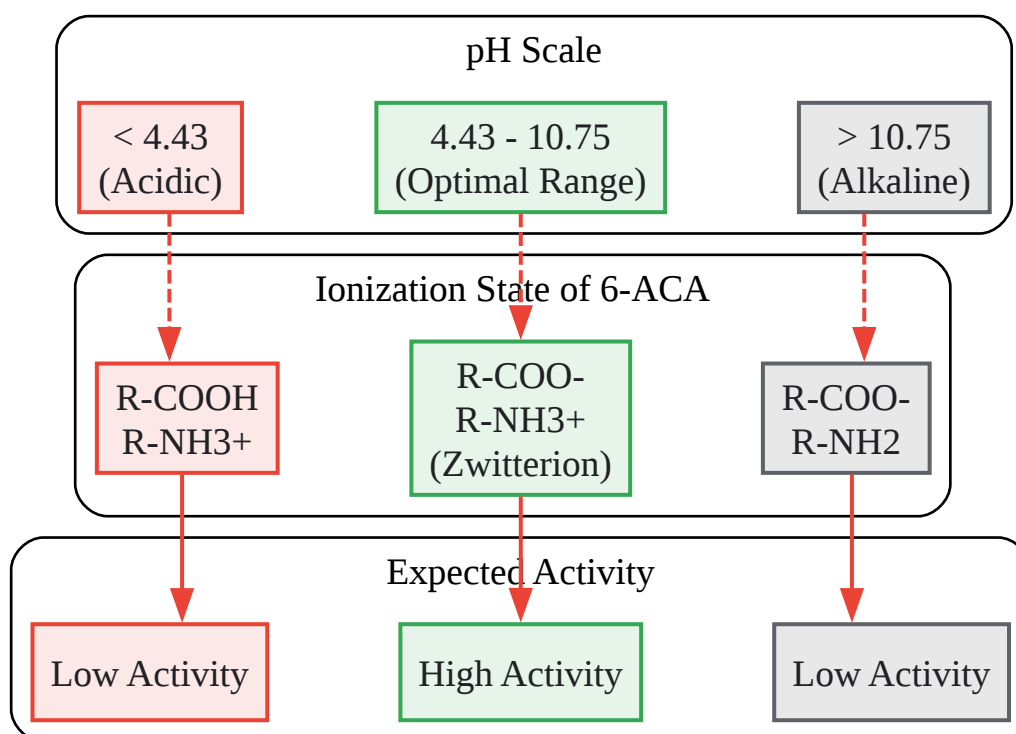 pH Scale
< 4.43
(Acidic)
4.43 - 10.75
(Optimal Range)
> 10.75
(Alkaline)
Ionization State of 6-ACA
R-COOH
R-NH3+
R-COO-
R-NH3+
(Zwitterion)
R-COO-
R-NH2
Expected Activity
Low Activity
High Activity
Low Activity